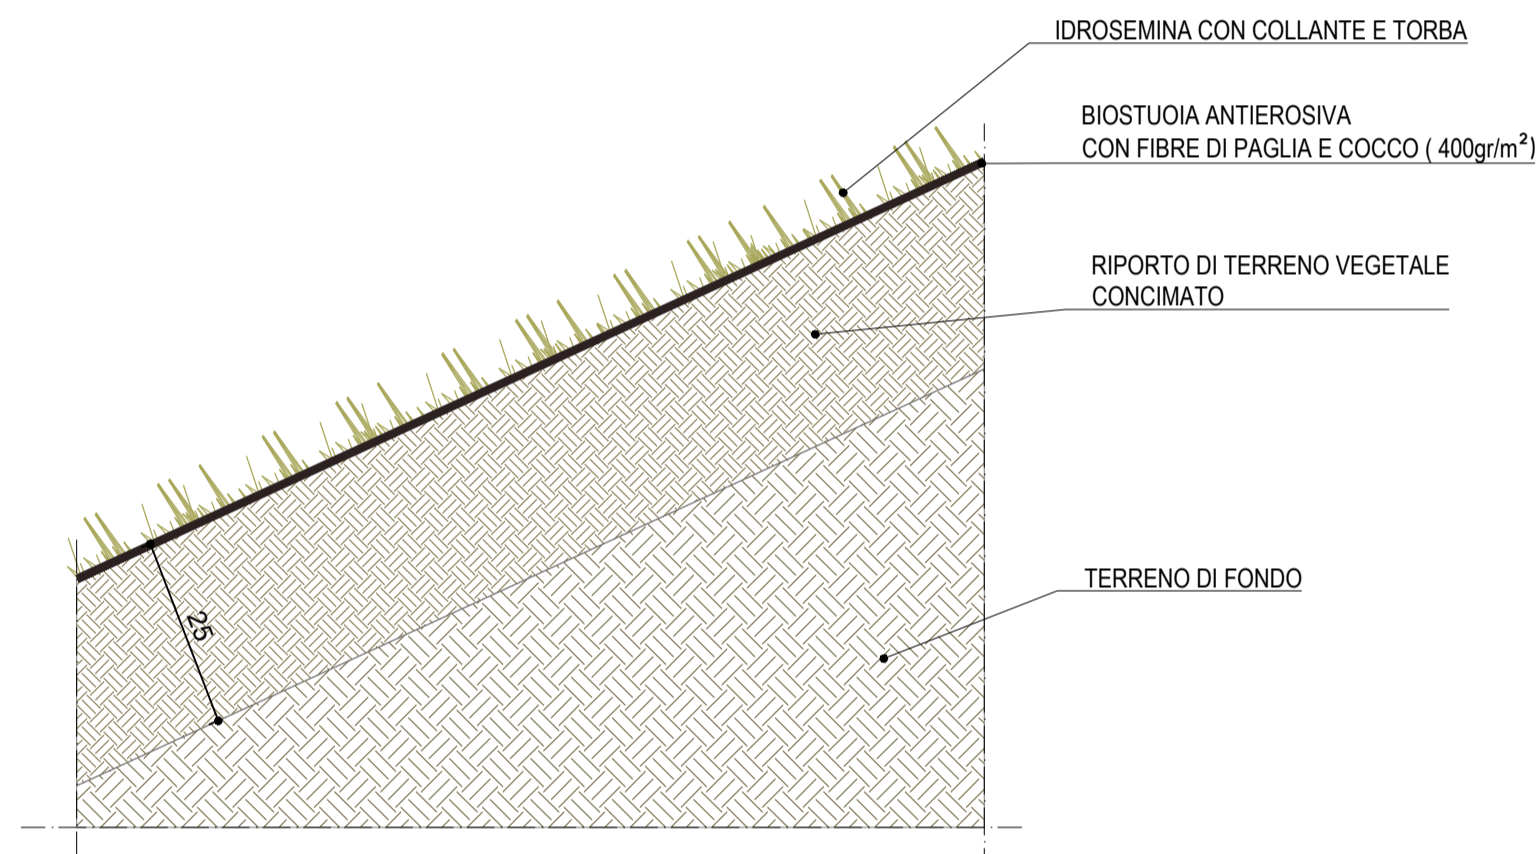 IDROSEMINA CON COLLANTE E TORBA
BIOSTUOIA ANTIEROSIVA
CON FIBRE DI PAGLIA E COCCO ( 400gr/m²)
RIPORTO DI TERRENO VEGETALE
CONCIMATO
TERRENO DI FONDO
25